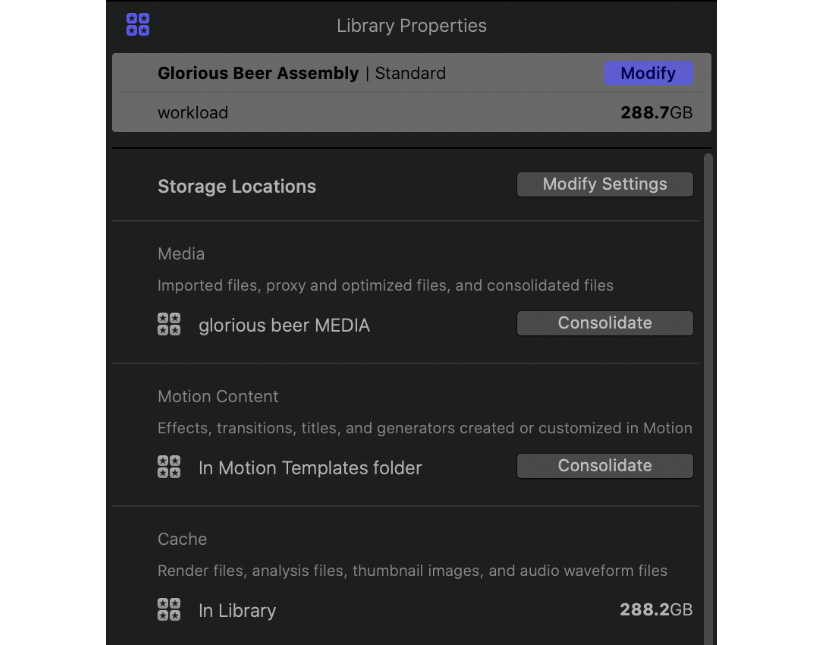 Library Properties
Glorious Beer Assembly | Standard Modify
workload 288.7GB
Storage Locations Modify Settings
Media
Imported files, proxy and optimized files, and consolidated files
glorious beer MEDIA Consolidate
Motion Content
Effects, transitions, titles, and generators created or customized in Motion
In Motion Templates folder Consolidate
Cache
Render files, analysis files, thumbnail images, and audio waveform files
In Library 288.2GB